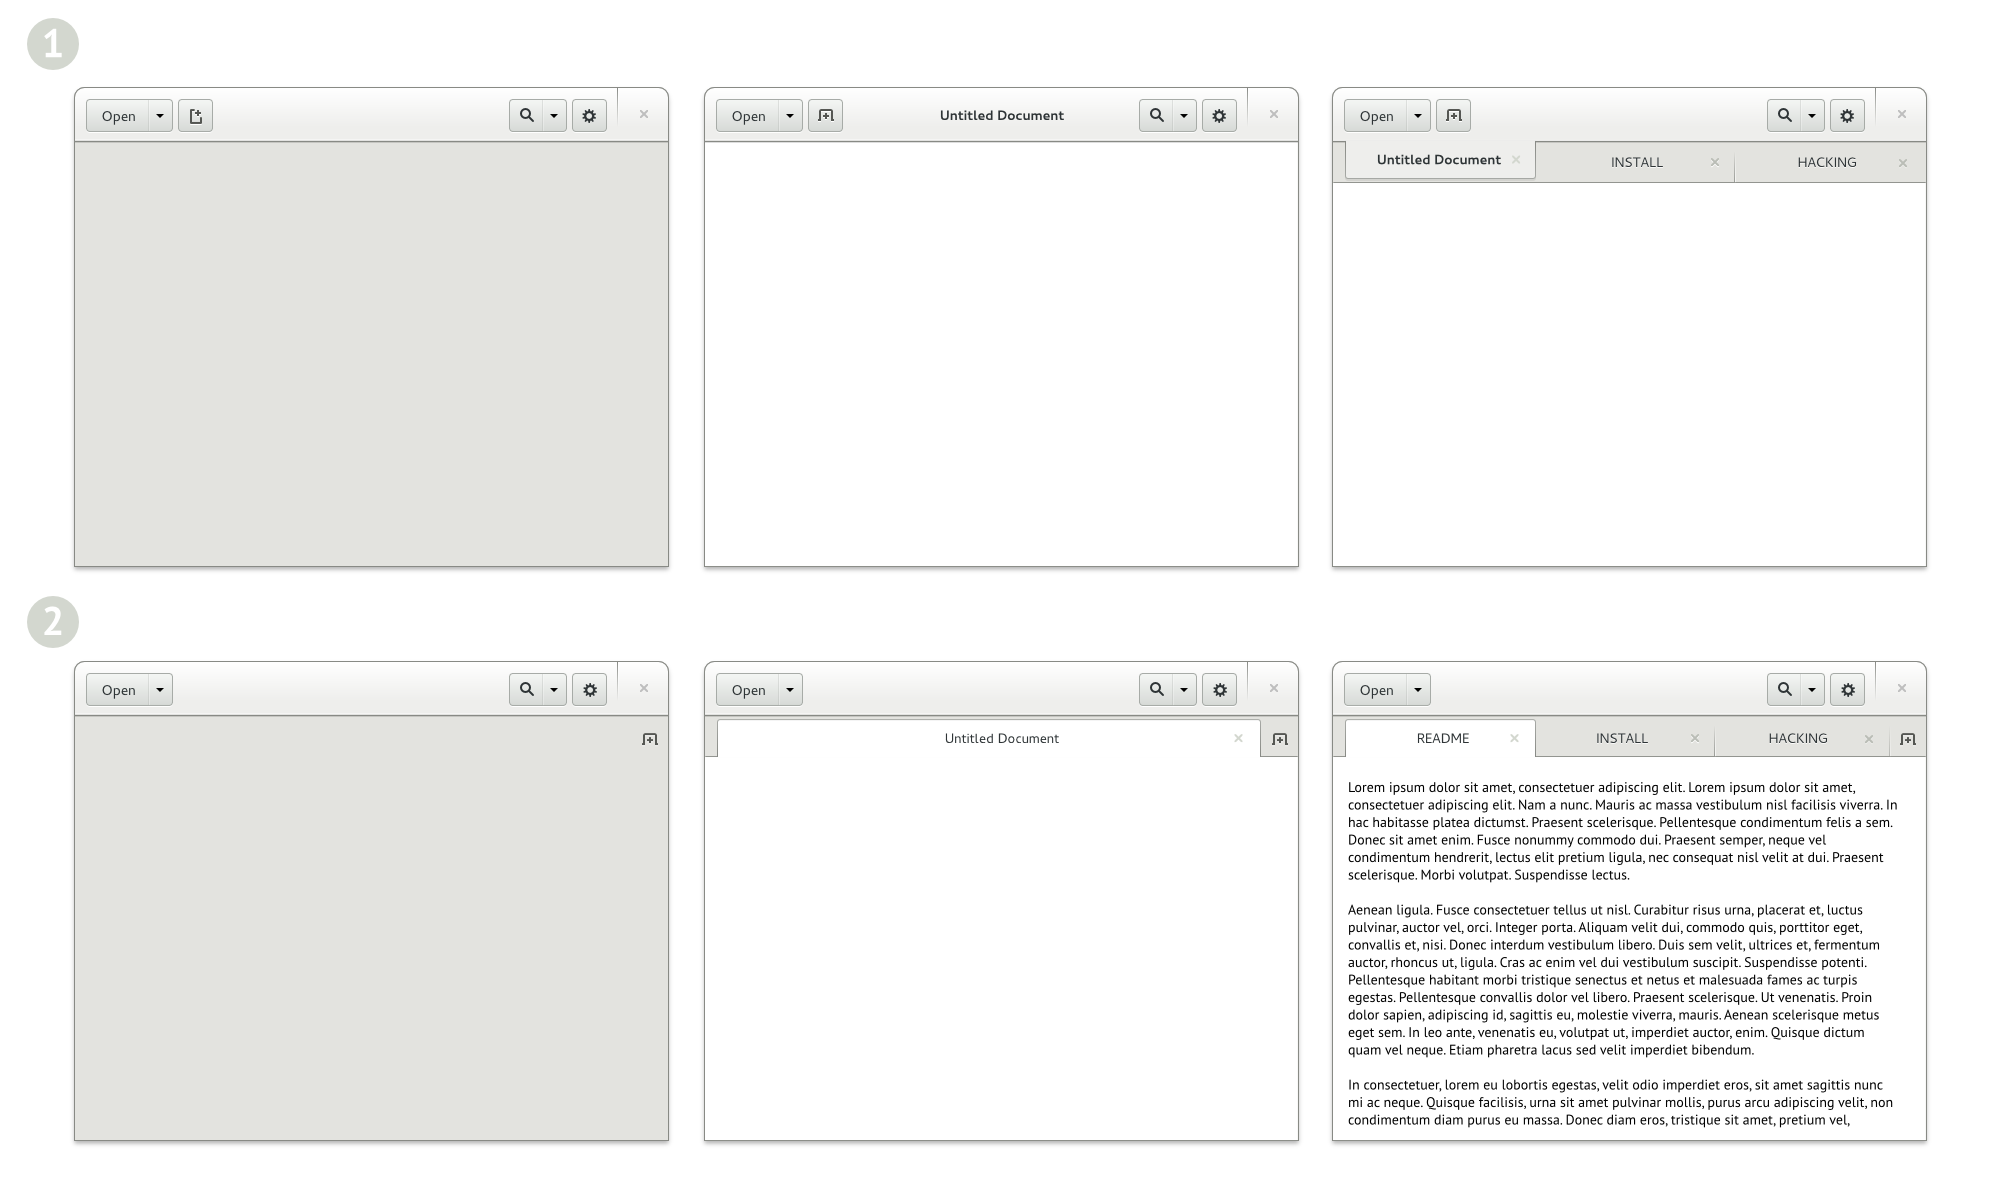 1
Open
Open
Untitled Document
Open
Untitled Document
INSTALL
HACKING
2
Open
Open
Untitled Document
Open
README
INSTALL
HACKING
Lorem ipsum dolor sit amet, consectetuer adipiscing elit. Lorem ipsum dolor sit amet,
consectetuer adipiscing elit. Nam a nunc. Mauris ac massa vestibulum nisl facilisis viverra. In
hac habitasse platea dictumst. Praesent scelerisque. Pellentesque condimentum felis a sem.
Donec sit amet enim. Fusce nonummy commodo dui. Praesent semper, neque vel
condimentum hendrerit, lectus elit pretium ligula, nec consequat nisl velit at dui. Praesent
scelerisque. Morbi volutpat. Suspendisse lectus.
Aenean ligula. Fusce consectetuer tellus ut nisl. Curabitur risus urna, placerat et, luctus
pulvinar, auctor vel, orci. Integer porta. Aliquam velit dui, commodo quis, porttitor eget,
convallis et, nisi. Donec interdum vestibulum libero. Duis sem velit, ultrices et, fermentum
auctor, rhoncus ut, ligula. Cras ac enim vel dui vestibulum suscipit. Suspendisse potenti.
Pellentesque habitant morbi tristique senectus et netus et malesuada fames ac turpis
egestas. Pellentesque convallis dolor vel libero. Praesent scelerisque. Ut venenatis. Proin
dolor sapien, adipiscing id, sagittis eu, molestie viverra, mauris. Aenean scelerisque metus
eget sem. In leo ante, venenatis eu, volutpat ut, imperdiet auctor, enim. Quisque dictum
quam vel neque. Etiam pharetra lacus sed velit imperdiet bibendum.
In consectetuer, lorem eu lobortis egestas, velit odio imperdiet eros, sit amet sagittis nunc
mi ac neque. Quisque facilisis, urna sit amet pulvinar mollis, purus arcu adipiscing velit, non
condimentum diam purus eu massa. Donec diam eros, tristique sit amet, pretium vel,